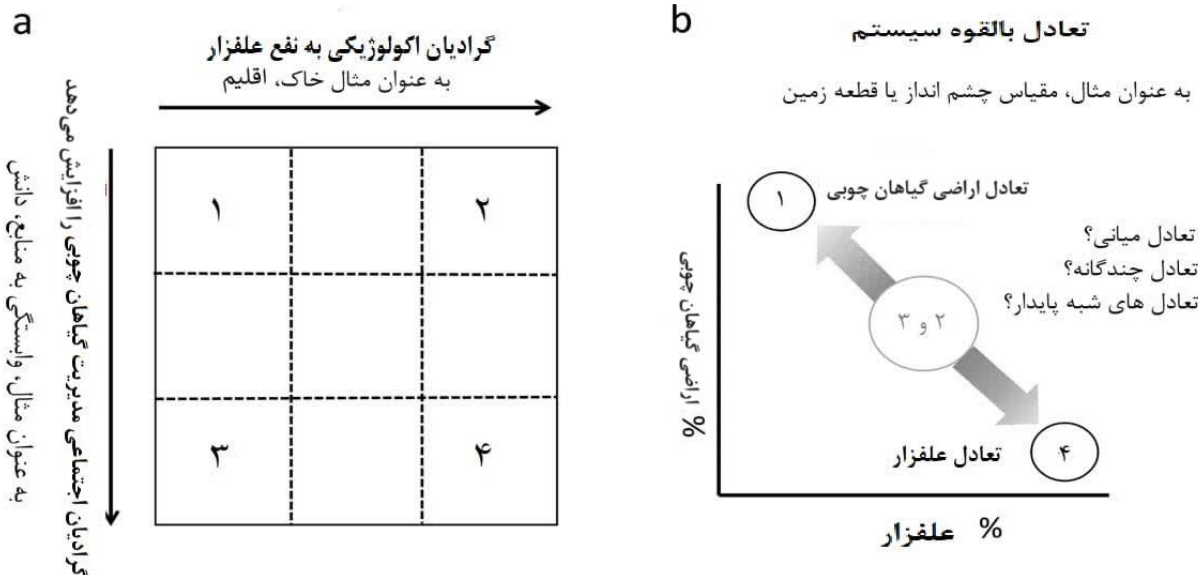 a
گرادیان اکولوژیکی به نفع علفزار
به عنوان مثال خاک، اقلیم
گرادیان اجتماعی مدیریت گیاهان چوبی را افزایش می‌دهد
به عنوان مثال، وابستگی به منابع، دانش
۱
۲
۳
۴
b
تعادل بالقوه سیستم
به عنوان مثال، مقیاس چشم انداز یا قطعه زمین
۱
تعادل اراضی گیاهان چوبی
تعادل میانی؟
تعادل چندگانه؟
تعادل های شبه پایدار؟
۲ و ۳
% اراضی گیاهان چوبی
تعادل علفزار
۴
% علفزار